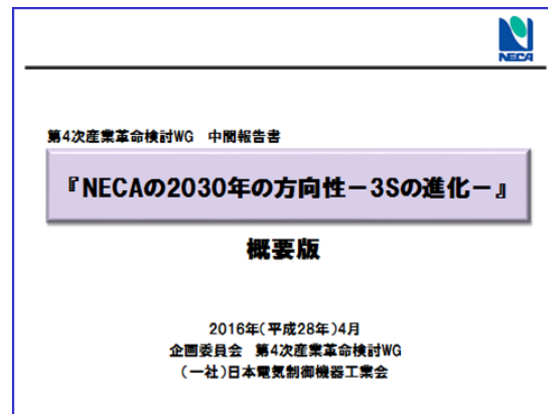 NECA
第4次産業革命検討WG 中間報告書
『NECAの2030年の方向性－3Sの進化－』
概要版
2016年(平成28年)4月
企画委員会 第4次産業革命検討WG
(一社)日本電気制御機器工業会